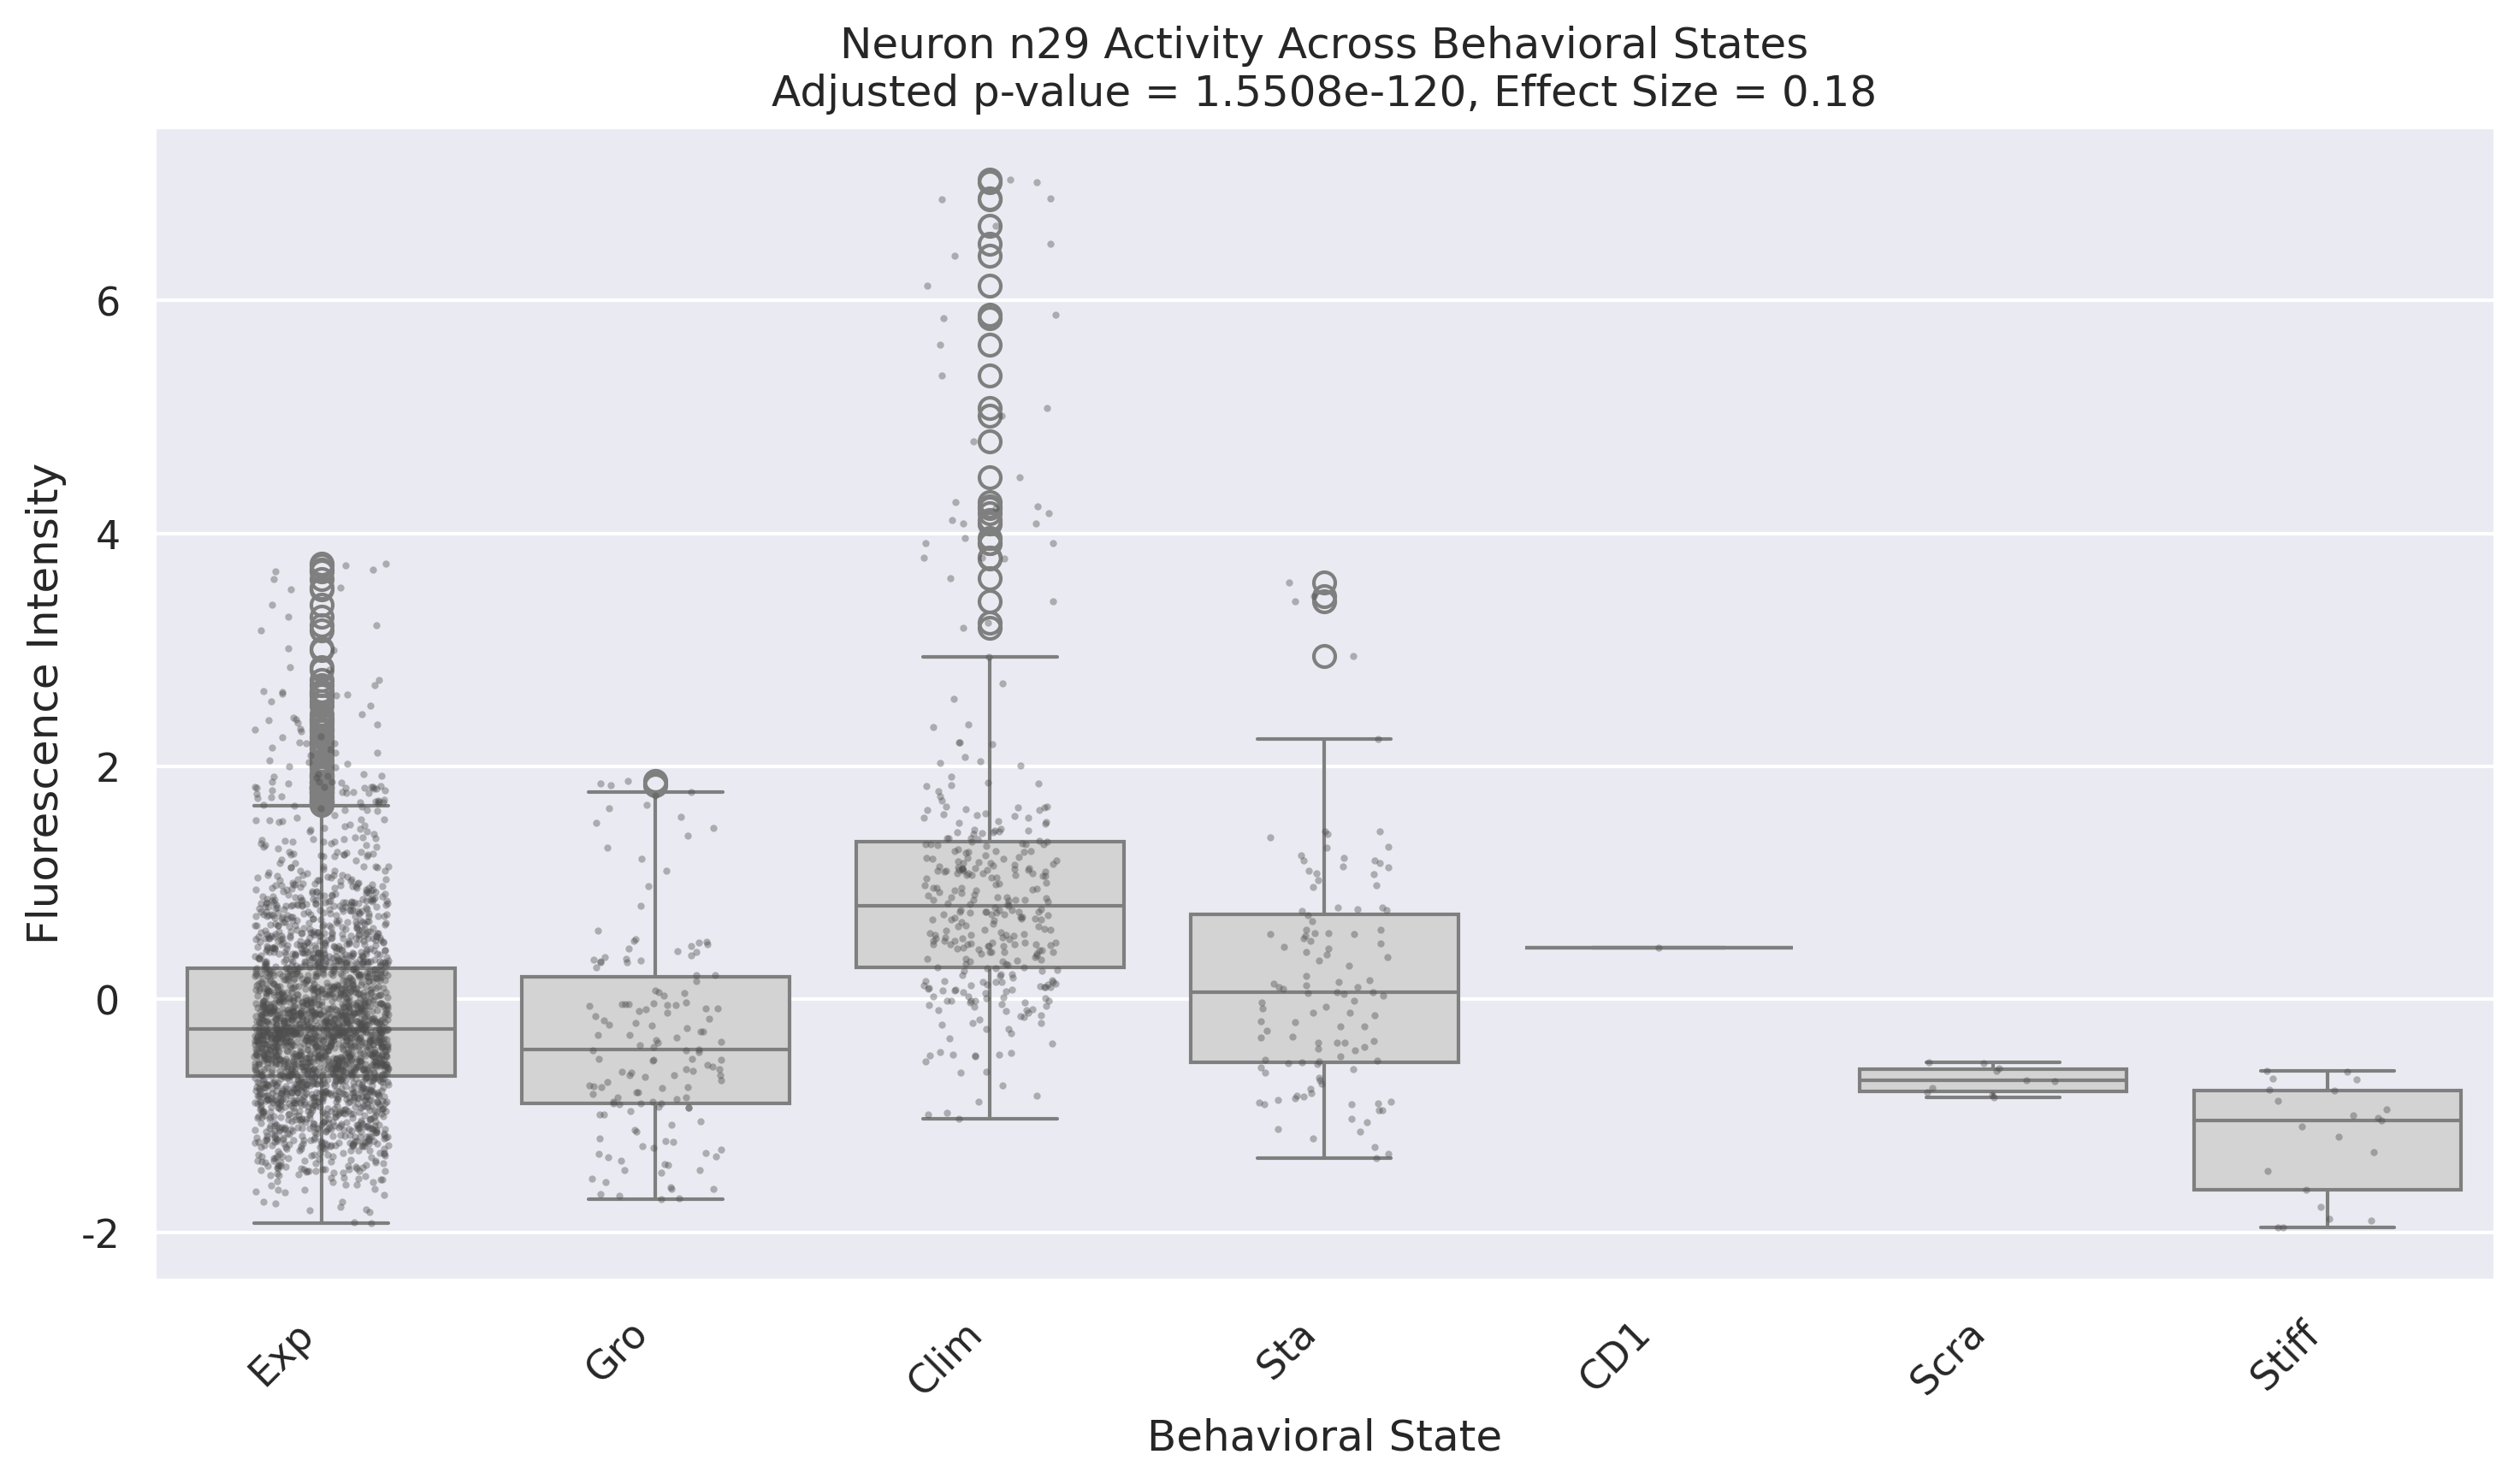 Neuron n29 Activity Across Behavioral States
Adjusted p-value = 1.5508e-120, Effect Size = 0.18
Fluorescence Intensity
6
4
2
0
-2
Exp
Gro
Clim
Sta
CD1
Scra
Stiff
Behavioral State